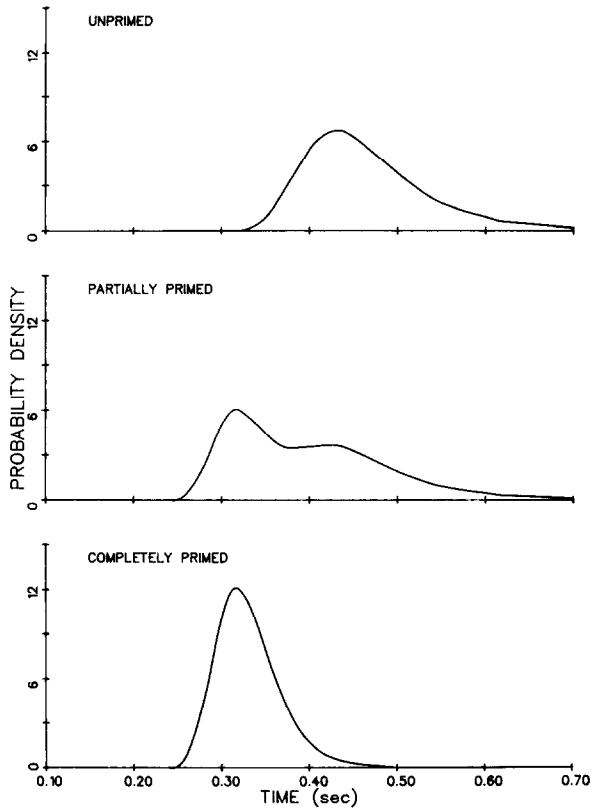 UNPRIMED
12
6
0
PARTIALLY PRIMED
12
6
0
PROBABILITY DENSITY
COMPLETELY PRIMED
12
6
0
0.10 0.20 0.30 0.40 0.50 0.60 0.70
TIME (sec)